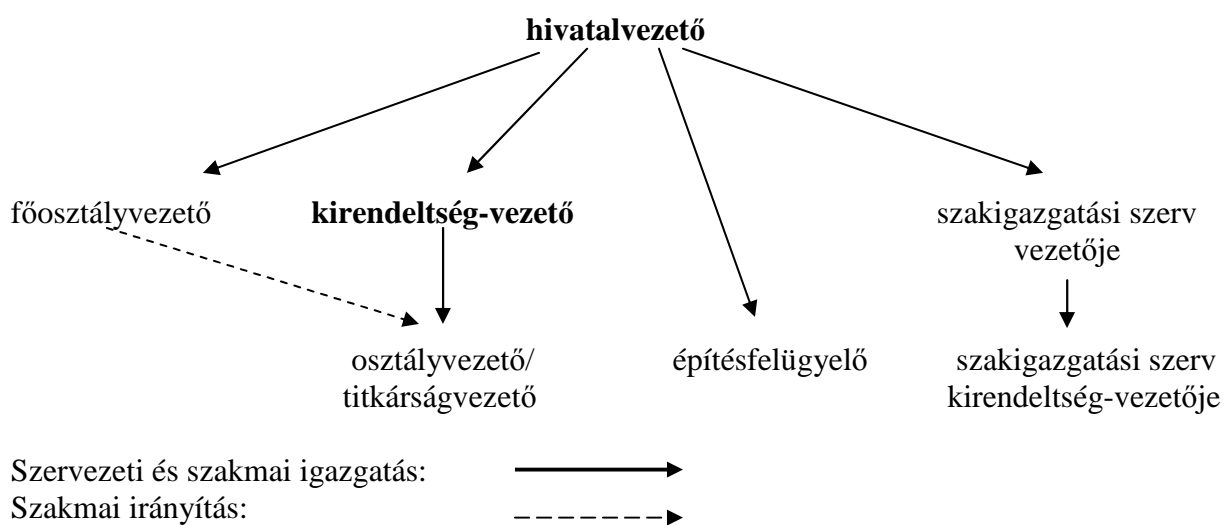 hivatalvezető
főosztályvezető kirendeltség-vezető szakigazgatási szerv
vezetője
osztályvezető/ építésfelügyelő szakigazgatási szerv
titkárságvezető kirendeltség-vezetője
Szervezeti és szakmai igazgatás:
Szakmai irányítás: